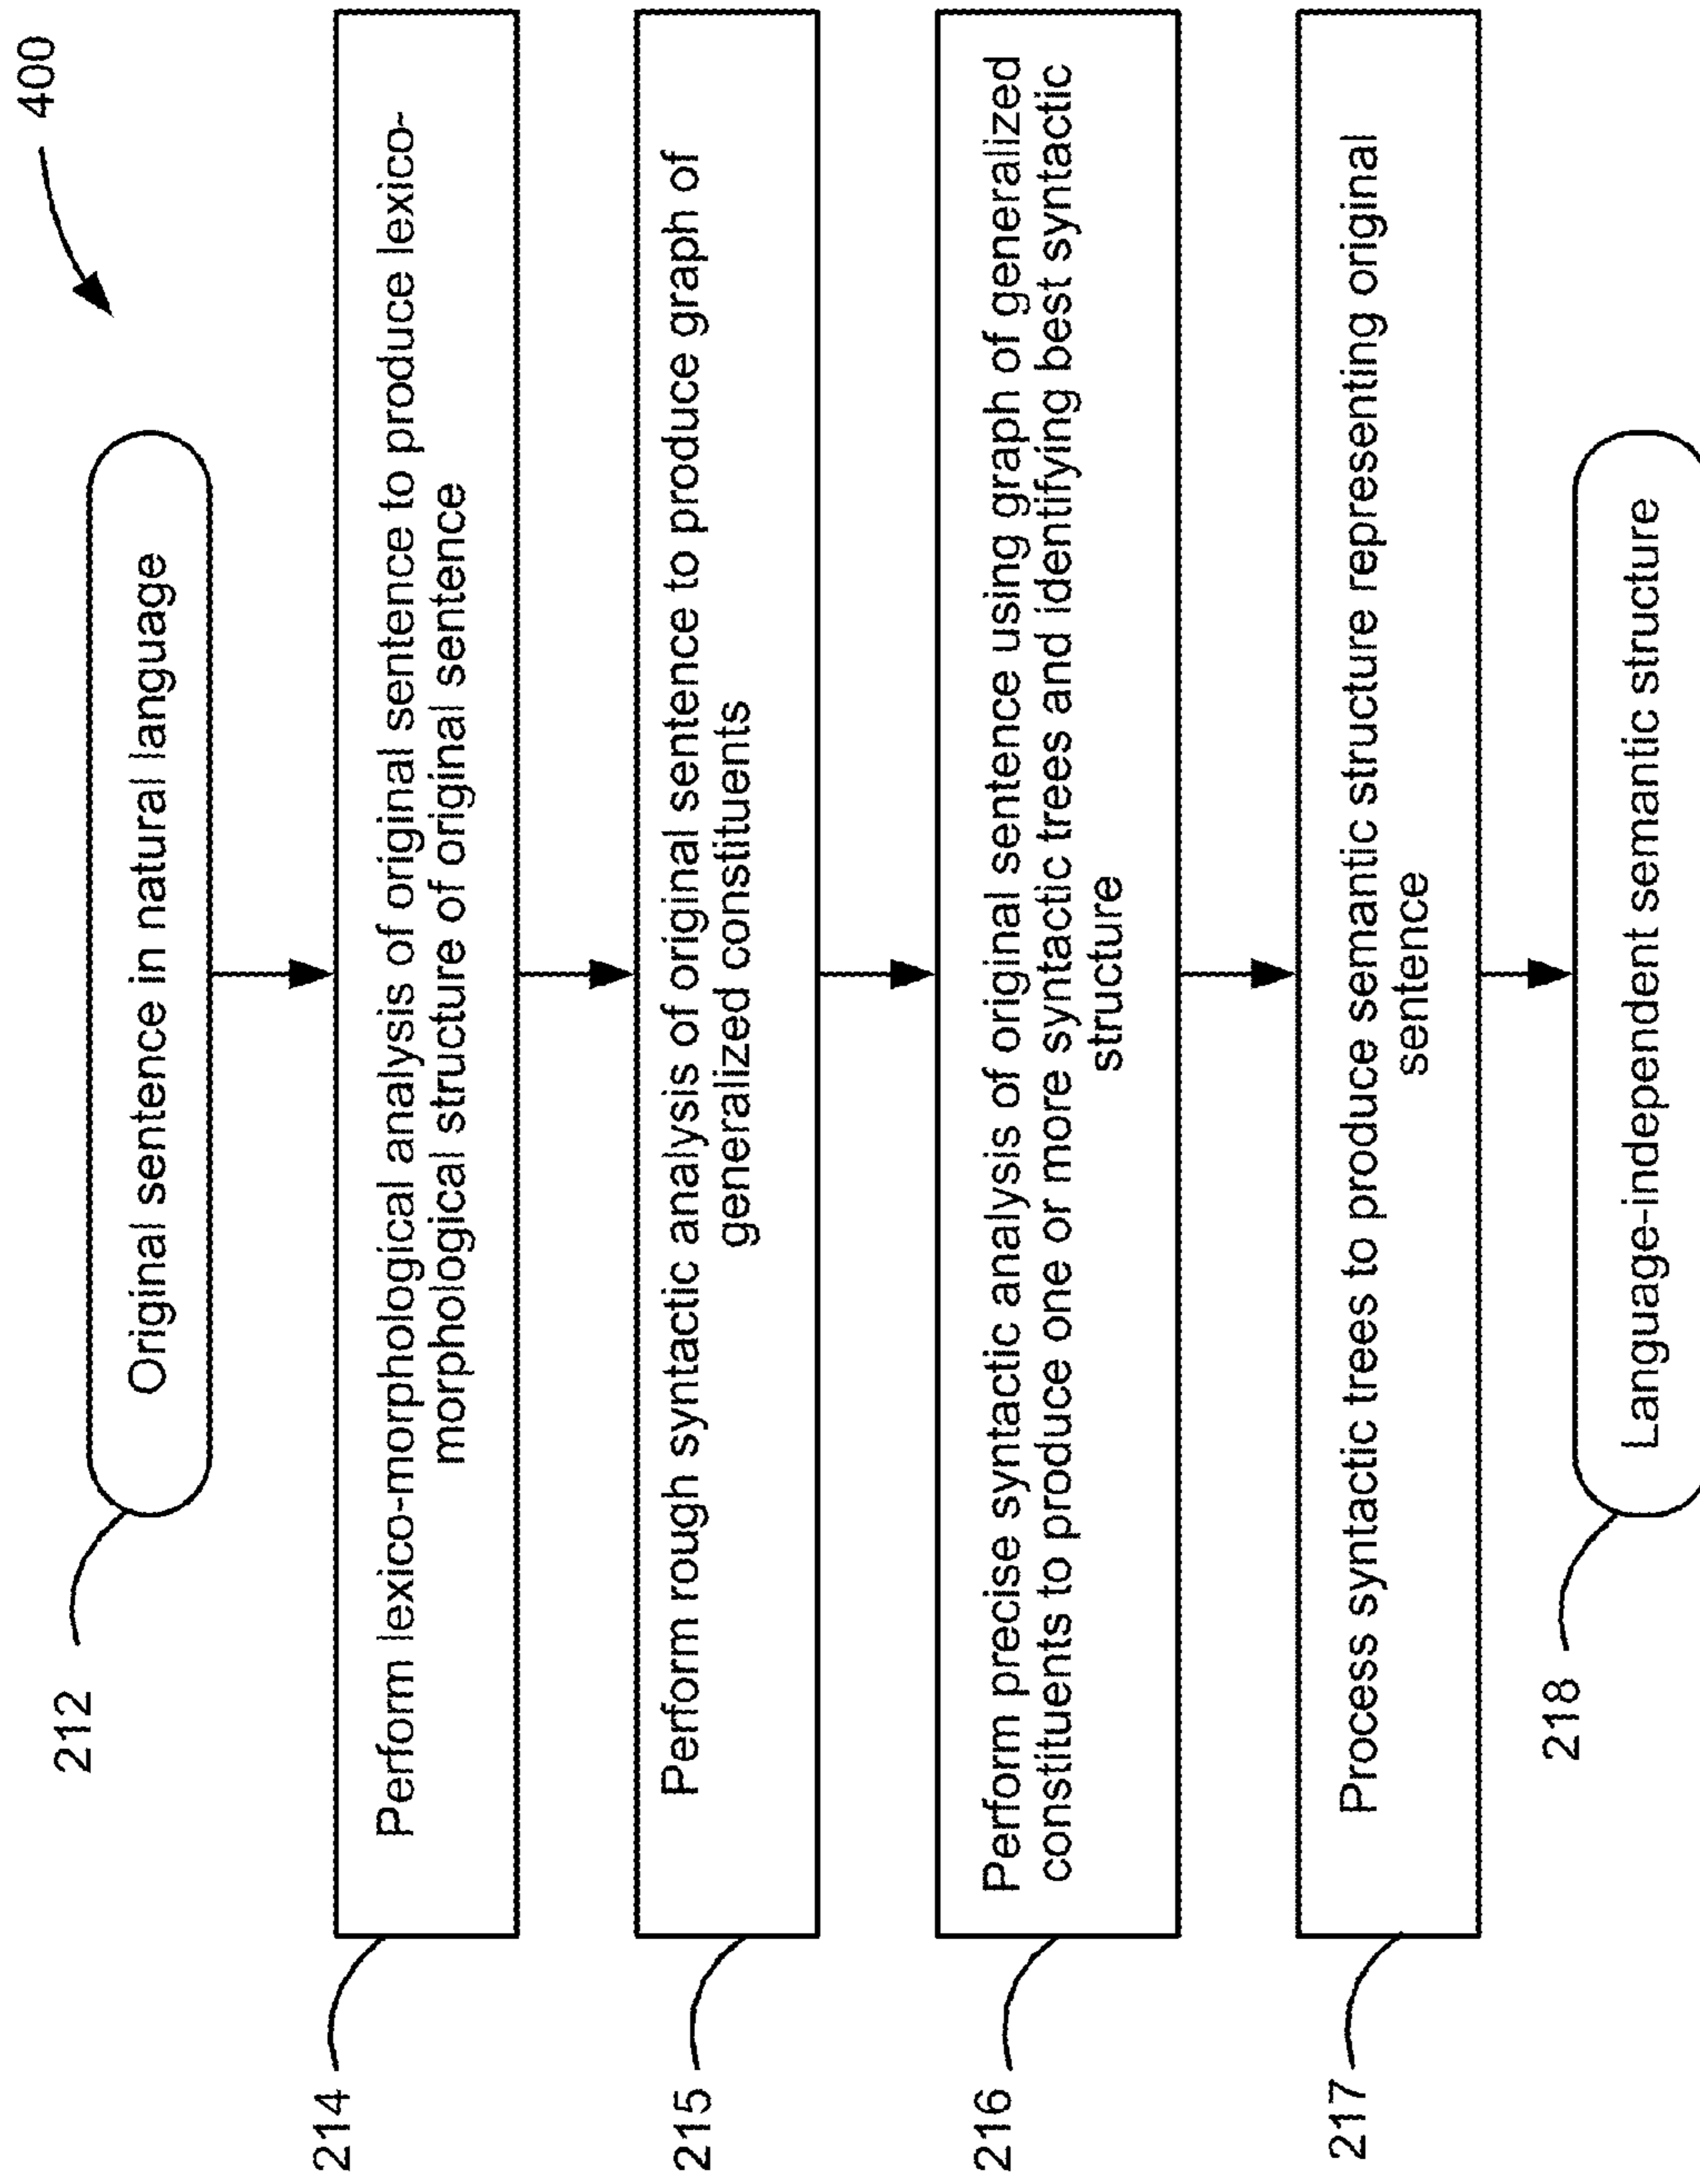 400
212
Original sentence in natural language
214
Perform lexico-morphological analysis of original sentence to produce lexico-
morphological structure of original sentence
215
Perform rough syntactic analysis of original sentence to produce graph of
generalized constituents
216
Perform precise syntactic analysis of original sentence using graph of generalized
constituents to produce one or more syntactic trees and identifying best syntactic
structure
217
Process syntactic trees to produce semantic structure representing original
sentence
218
Language-independent semantic structure